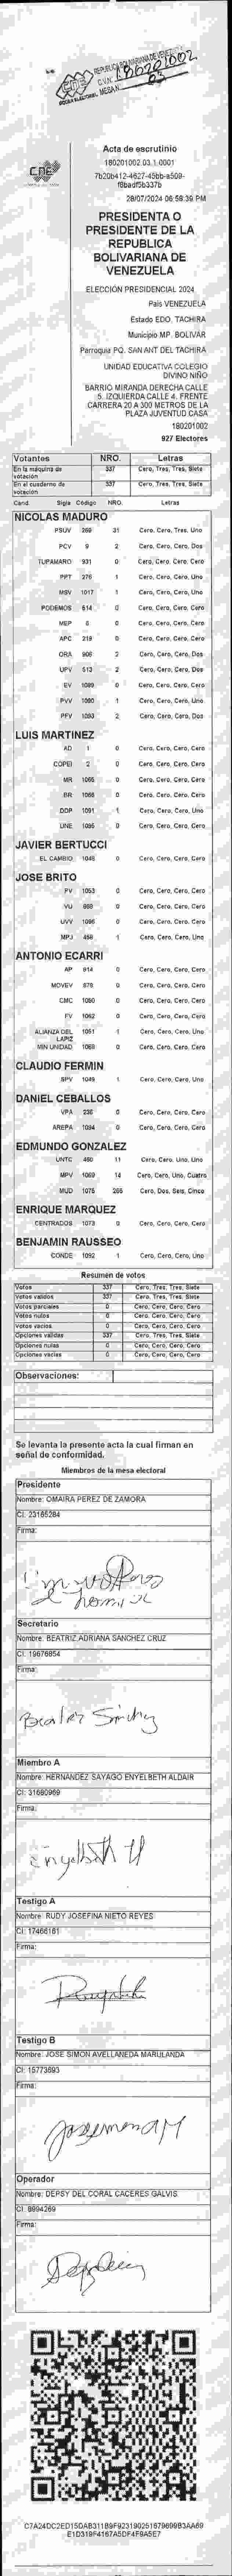 REPUBLICA BOLIVARIANA DE VENEZUELA
C.V.N. 180201002
MESA N. 03
CNE
Acta de escrutinio
180201002.03.1.0001
28/07/2024 06:58:39 PM
PRESIDENTA O
PRESIDENTE DE LA
REPUBLICA
BOLIVARIANA DE
VENEZUELA
ELECCIÓN PRESIDENCIAL 2024
País VENEZUELA
Estado EDO. TACHIRA
Municipio MP. BOLIVAR
Parroquia PQ. SAN ANT DEL TACHIRA
UNIDAD EDUCATIVA COLEGIO
DIVINO NIÑO
BARRIO MIRANDA DERECHA CALLE
5. IZQUIERDA CALLE 4. FRENTE
CARRERA 20 A 300 METROS DE LA
PLAZA JUVENTUD CASA
180201002
927 Electores
Votantes NRO. Letras
En la máquina de votación 337 Cero, Tres, Tres, Siete
En el cuaderno de votación 337 Cero, Tres, Tres, Siete
Cand. Sigla Código NRO. Letras
NICOLAS MADURO
PSUV 269 31 Cero, Cero, Tres, Uno
PCV 9 2 Cero, Cero, Cero, Dos
TUPAMARO 931 0 Cero, Cero, Cero, Cero
PPT 276 1 Cero, Cero, Cero, Uno
MSV 1017 1 Cero, Cero, Cero, Uno
PODEMOS 514 0 Cero, Cero, Cero, Cero
MEP 6 0 Cero, Cero, Cero, Cero
APC 219 0 Cero, Cero, Cero, Cero
ORA 906 2 Cero, Cero, Cero, Dos
UPV 613 2 Cero, Cero, Cero, Dos
EV 1089 0 Cero, Cero, Cero, Cero
PVV 1090 1 Cero, Cero, Cero, Uno
PFV 1093 2 Cero, Cero, Cero, Dos
LUIS MARTINEZ
AD 1 0 Cero, Cero, Cero, Cero
COPEI 2 0 Cero, Cero, Cero, Cero
MR 1065 0 Cero, Cero, Cero, Cero
BR 1066 0 Cero, Cero, Cero, Cero
DDP 1091 1 Cero, Cero, Cero, Uno
UNE 1095 0 Cero, Cero, Cero, Cero
JAVIER BERTUCCI
EL CAMBIO 1048 0 Cero, Cero, Cero, Cero
JOSE BRITO
PV 1053 0 Cero, Cero, Cero, Cero
VU 869 0 Cero, Cero, Cero, Cero
UVV 1096 0 Cero, Cero, Cero, Cero
MPJ 458 1 Cero, Cero, Cero, Uno
ANTONIO ECARRI
AP 914 0 Cero, Cero, Cero, Cero
MOVEV 879 0 Cero, Cero, Cero, Cero
CMC 1050 0 Cero, Cero, Cero, Cero
FV 1062 0 Cero, Cero, Cero, Cero
ALIANZA DEL LAPIZ 1051 1 Cero, Cero, Cero, Uno
MIN UNIDAD 1068 0 Cero, Cero, Cero, Cero
CLAUDIO FERMIN
SPV 1049 1 Cero, Cero, Cero, Uno
DANIEL CEBALLOS
VPA 236 0 Cero, Cero, Cero, Cero
AREPA 1094 0 Cero, Cero, Cero, Cero
EDMUNDO GONZALEZ
UNTC 460 11 Cero, Cero, Uno, Uno
MPV 1069 14 Cero, Cero, Uno, Cuatro
MUD 1075 265 Cero, Dos, Seis, Cinco
ENRIQUE MARQUEZ
CENTRADOS 1073 0 Cero, Cero, Cero, Cero
BENJAMIN RAUSSEO
CONDE 1092 1 Cero, Cero, Cero, Uno
Resumen de votos
Votos 337 Cero, Tres, Tres, Siete
Votos validos 337 Cero, Tres, Tres, Siete
Votos parciales 0 Cero, Cero, Cero, Cero
Votos nulos 0 Cero, Cero, Cero, Cero
Votos vacios 0 Cero, Cero, Cero, Cero
Opciones validas 337 Cero, Tres, Tres, Siete
Opciones nulas 0 Cero, Cero, Cero, Cero
Opciones vacias 0 Cero, Cero, Cero, Cero
Observaciones:
Se levanta la presente acta la cual firman en
señal de conformidad.
Miembros de la mesa electoral
Presidente
Nombre: OMAIRA PEREZ DE ZAMORA
CI: 23165284
Firma:
Secretario
Nombre: BEATRIZ ADRIANA SANCHEZ CRUZ
CI: 19676854
Firma:
Beatriz Sánchez
Miembro A
Nombre: HERNANDEZ SAYAGO ENYELBETH ALDAIR
CI: 31680969
Firma:
Enyelbeth H
Testigo A
Nombre: RUDY JOSEFINA NIETO REYES
CI: 17466161
Firma:
Testigo B
Nombre: JOSE SIMON AVELLANEDA MARULANDA
CI: 15773693
Firma:
Operador
Nombre: DEPSY DEL CORAL CACERES GALVIS
CI: 8994269
Firma: